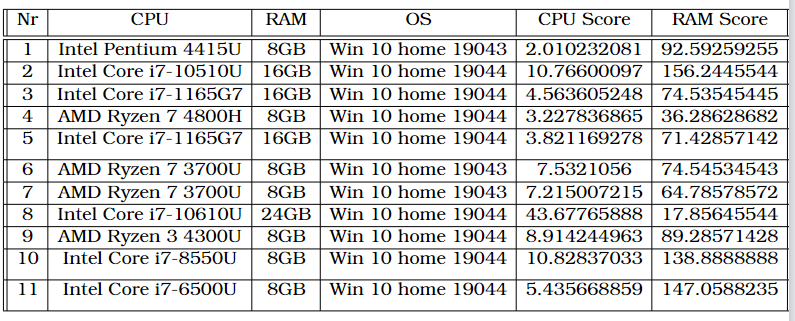 Nr CPU RAM OS CPU Score RAM Score
1 Intel Pentium 4415U 8GB Win 10 home 19043 2.010232081 92.59259255
2 Intel Core i7-10510U 16GB Win 10 home 19044 10.76600097 156.2445544
3 Intel Core i7-1165G7 16GB Win 10 home 19044 4.563605248 74.53545445
4 AMD Ryzen 7 4800H 8GB Win 10 home 19044 3.227836865 36.28628682
5 Intel Core i7-1165G7 16GB Win 10 home 19044 3.821169278 71.42857142
6 AMD Ryzen 7 3700U 8GB Win 10 home 19043 7.5321056 74.54534543
7 AMD Ryzen 7 3700U 8GB Win 10 home 19043 7.215007215 64.78578572
8 Intel Core i7-10610U 24GB Win 10 home 19044 43.67765888 17.85645544
9 AMD Ryzen 3 4300U 8GB Win 10 home 19044 8.914244963 89.28571428
10 Intel Core i7-8550U 8GB Win 10 home 19044 10.82837033 138.8888888
11 Intel Core i7-6500U 8GB Win 10 home 19044 5.435668859 147.0588235